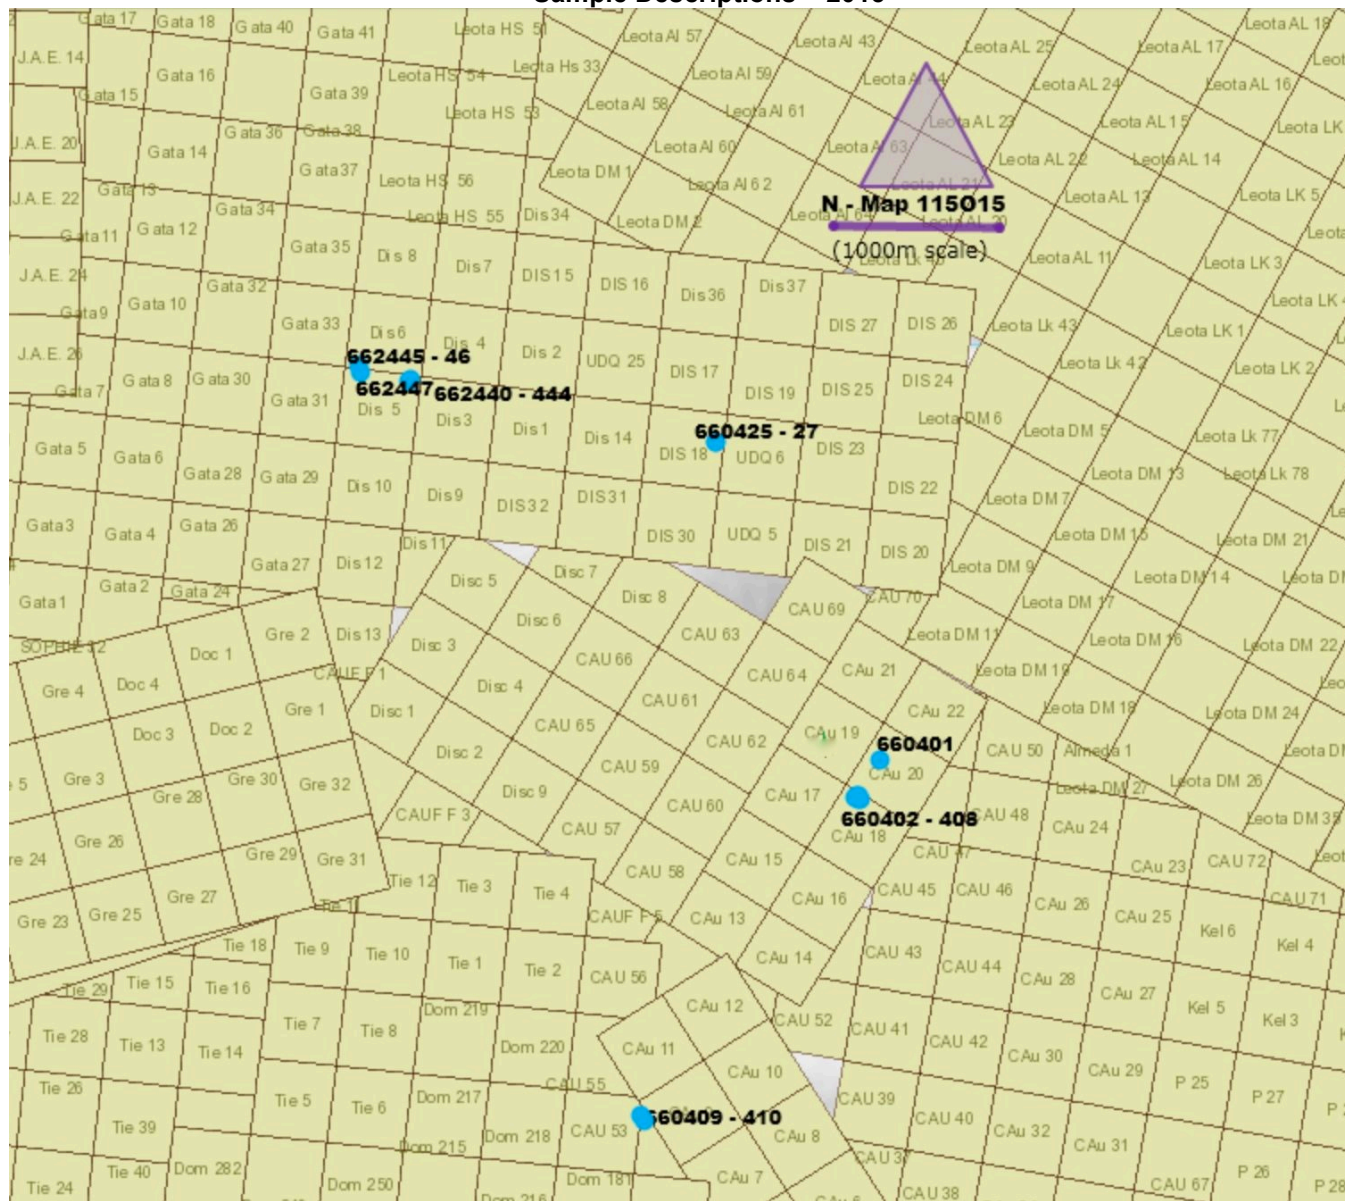 Gata 17
Gata 18
Gata 40
Gata 41
Leota HS 51
Leota Al 57
Leota Al 43
Leota AL 25
Leota AL 17
Leota AL 18
J.A.E. 14
Gata 16
Leota HS 54
Leota Hs 33
Leota Al 59
Leota AL 24
Leota AL 16
Gata 15
Gata 39
Leota HS 53
Leota Al 58
Leota Al 61
Leota AL 23
Leota AL 15
Leota LK
J.A.E. 20
Gata 36
Gata 38
Gata 14
Gata 37
Leota HS 56
Leota DM 1
Leota Al 60
Leota Al 63
Leota AL 22
Leota AL 14
J.A.E. 22
Gata 13
Gata 34
Leota HS 55
Dis 34
Leota Al 62
Leota AL 21
Leota AL 13
Leota LK 5
N - Map 115O15
Gata 11
Gata 12
Gata 35
Dis 8
Dis 7
DIS 15
Leota DM 2
Leota Al 64
Leota AL 20
(1000m scale)
Leota AL 11
Leota LK 3
J.A.E. 24
Gata 32
DIS 16
Dis 36
Dis 37
Gata 9
Gata 10
Gata 33
Dis 6
Dis 4
Dis 2
UDQ 25
DIS 27
DIS 26
Leota Lk 43
Leota LK 1
Leota LK 4
J.A.E. 26
662445 - 46
Leota Lk 42
Leota LK 2
Gata 7
Gata 8
Gata 30
Gata 31
662447
662440 - 444
DIS 17
DIS 19
DIS 25
DIS 24
Dis 5
Dis 3
Dis 1
Dis 14
660425 - 27
Leota DM 6
Leota DM 5
Leota Lk 77
Gata 5
Gata 6
Gata 28
Gata 29
Dis 10
Dis 9
DIS 18
UDQ 6
DIS 23
DIS 22
Leota DM 13
Leota Lk 78
Gata 3
Gata 4
Gata 26
DIS32
DIS31
DIS 30
UDQ 5
DIS 21
DIS 20
Leota DM 7
Leota DM 15
Leota DM 21
Gata 27
Dis 12
Dis 11
Disc 5
Disc 7
Leota DM 9
Leota DM 14
Gata 1
Gata 2
Gata 24
Disc 8
CAU 69
CAU 70
Leota DM 17
SOPHIE 12
Gre 2
Dis 13
Disc 3
Disc 6
CAU 63
Leota DM 11
Leota DM 16
Leota DM 22
Doc 1
CAUF F 1
CAU 66
CAU 64
CAu 21
Leota DM 19
Gre 4
Doc 4
Disc 4
CAU 61
Gre 1
Disc 1
CAu 22
Leota DM 18
Leota DM 24
Doc 3
Doc 2
Disc 2
CAU 65
CAU 62
CAu 19
660401
CAU 50
Almeda 1
Gre 3
Gre 28
Gre 30
Gre 32
Disc 9
CAU 59
CAu 17
CAu 20
Leota DM 27
Leota DM 26
CAUF F 3
CAU 60
660402 - 408
CAU 48
Leota DM 35
Gre 26
CAU 57
CAu 18
CAu 24
Gre 29
Gre 31
CAU 58
CAu 15
CAU 47
CAu 23
CAU 72
Tie 12
Tie 3
Tie 4
CAu 16
CAU 45
CAU 46
CAU 71
Gre 23
Gre 25
Gre 27
Tie 11
CAUF F 5
CAu 13
CAu 26
CAu 25
Kel 6
Kel 4
Tie 18
Tie 9
Tie 10
Tie 1
Tie 2
CAU 56
CAu 14
CAU 43
CAU 44
CAu 28
CAu 27
Tie 29
Tie 15
Tie 16
Dom 219
CAu 12
CAU 52
CAU 41
CAU 42
Kel 5
Kel 3
Tie 28
Tie 13
Tie 14
Tie 7
Tie 8
Dom 220
CAu 11
CAu 10
CAu 30
CAu 29
P 25
P 27
Tie 26
Tie 39
Tie 5
Tie 6
Dom 217
CAU 55
660409 - 410
CAU 39
CAU 40
Dom 215
Dom 218
CAU 53
CAu 8
CAu 32
CAu 31
Tie 24
Tie 40
Dom 282
Dom 250
Dom 181
CAu 7
CAU 38
CAU 67
P 26
P 28